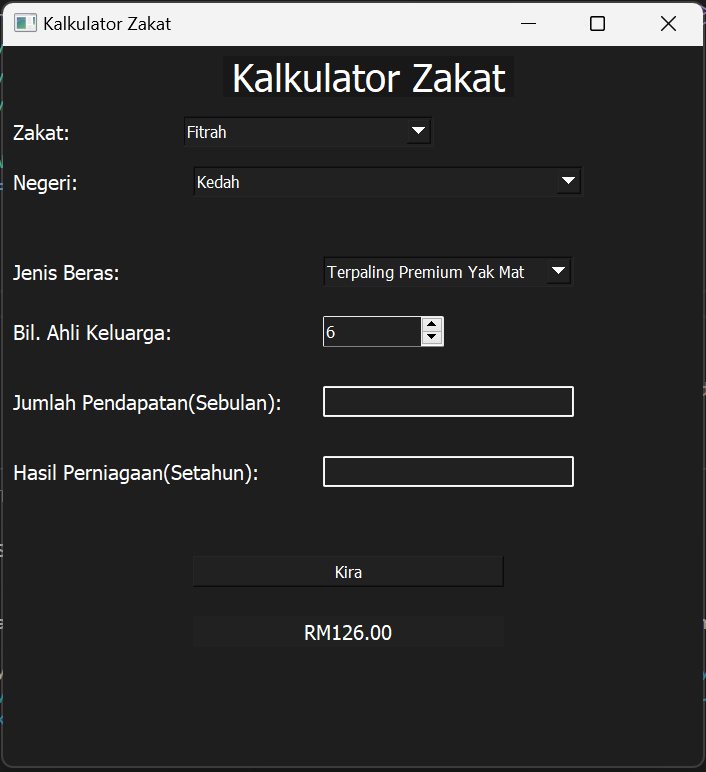 Kalkulator Zakat
Kalkulator Zakat
Zakat: Fitrah
Negeri: Kedah
Jenis Beras: Terpaling Premium Yak Mat
Bil. Ahli Keluarga: 6
Jumlah Pendapatan(Sebulan):
Hasil Perniagaan(Setahun):
Kira
RM126.00